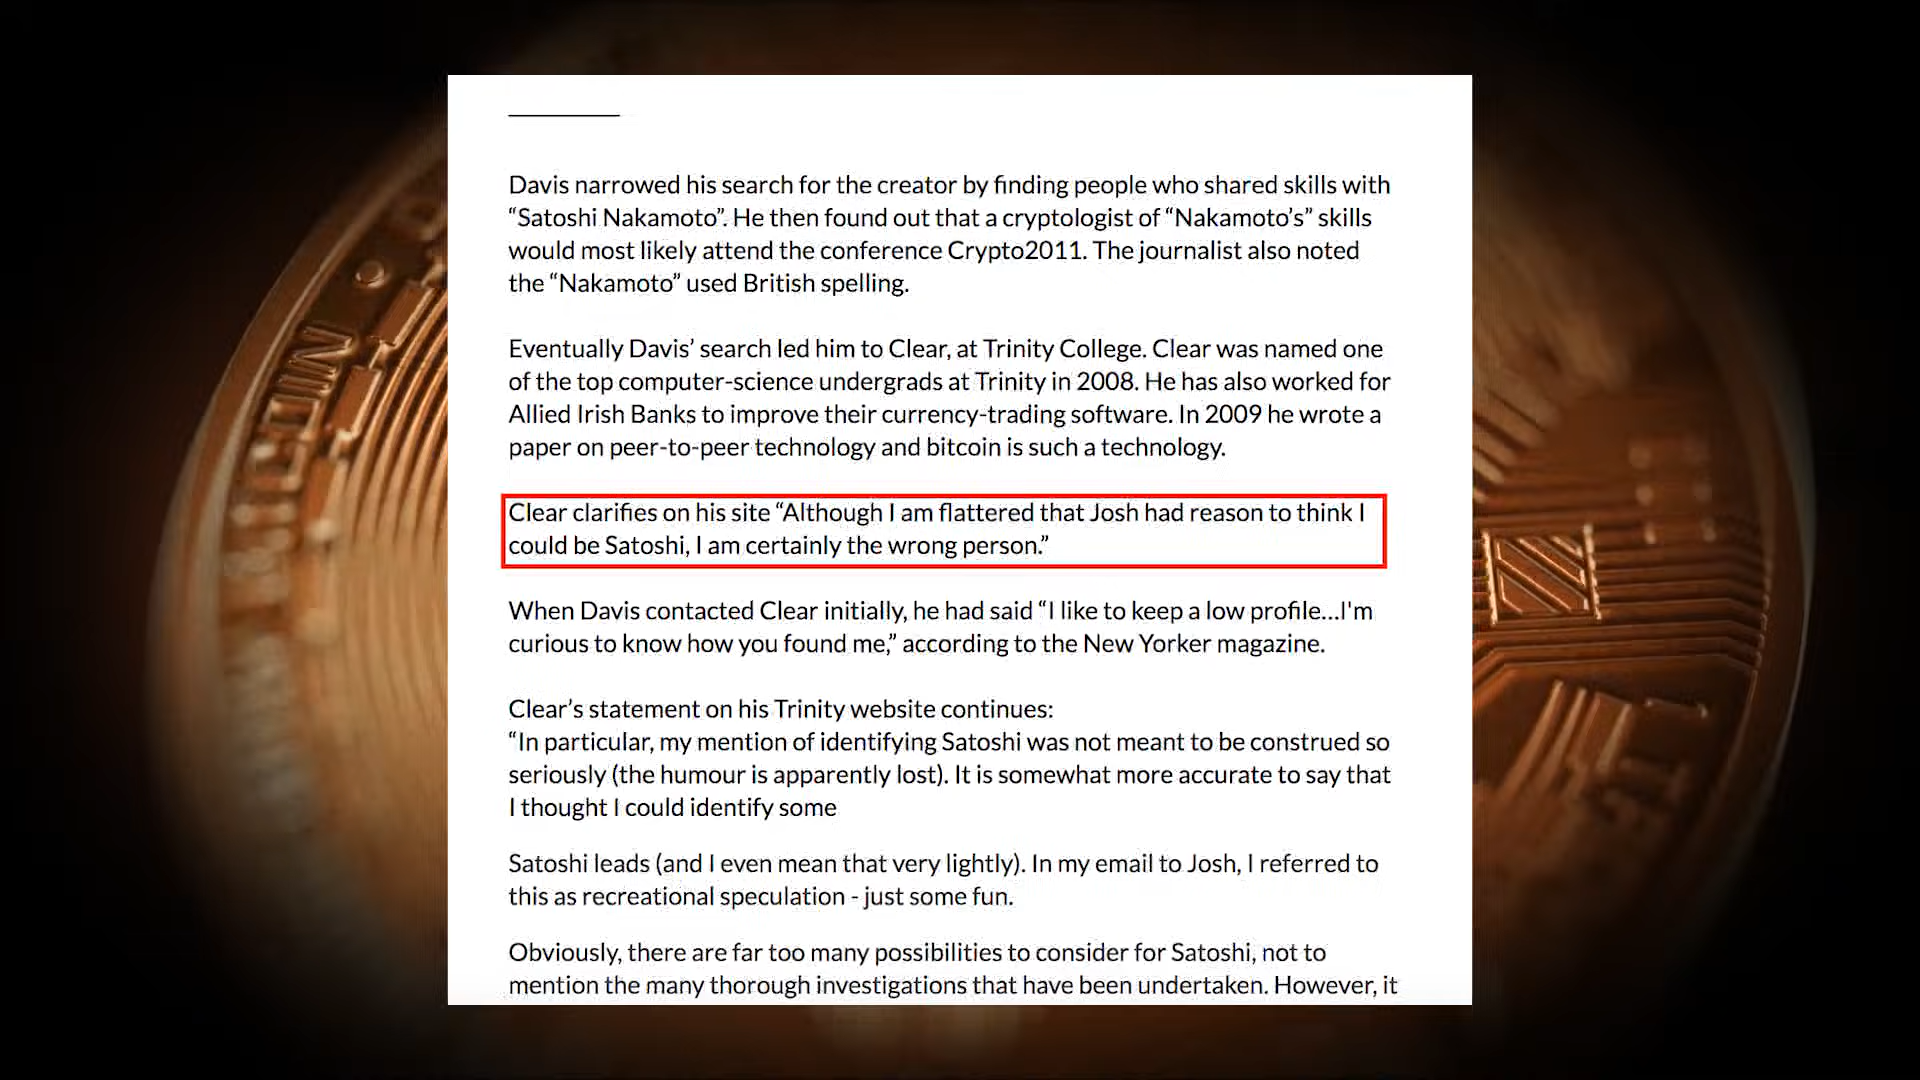 Davis narrowed his search for the creator by finding people who shared skills with
“Satoshi Nakamoto”. He then found out that a cryptologist of “Nakamoto’s” skills
would most likely attend the conference Crypto2011. The journalist also noted
the “Nakamoto” used British spelling.
Eventually Davis’ search led him to Clear, at Trinity College. Clear was named one
of the top computer-science undergrads at Trinity in 2008. He has also worked for
Allied Irish Banks to improve their currency-trading software. In 2009 he wrote a
paper on peer-to-peer technology and bitcoin is such a technology.
Clear clarifies on his site “Although I am flattered that Josh had reason to think I
could be Satoshi, I am certainly the wrong person.”
When Davis contacted Clear initially, he had said “I like to keep a low profile...I'm
curious to know how you found me,” according to the New Yorker magazine.
Clear’s statement on his Trinity website continues:
“In particular, my mention of identifying Satoshi was not meant to be construed so
seriously (the humour is apparently lost). It is somewhat more accurate to say that
I thought I could identify some
Satoshi leads (and I even mean that very lightly). In my email to Josh, I referred to
this as recreational speculation - just some fun.
Obviously, there are far too many possibilities to consider for Satoshi, not to
mention the many thorough investigations that have been undertaken. However, it